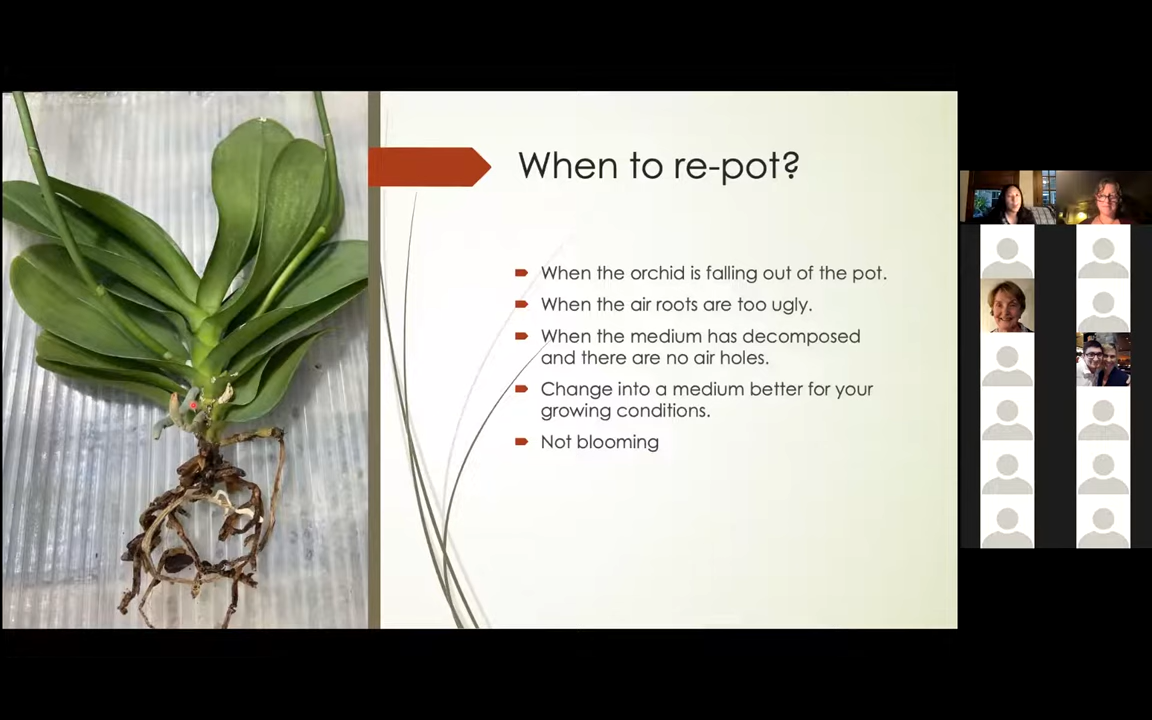 When to re-pot?
When the orchid is falling out of the pot.
When the air roots are too ugly.
When the medium has decomposed
and there are no air holes.
Change into a medium better for your
growing conditions.
Not blooming